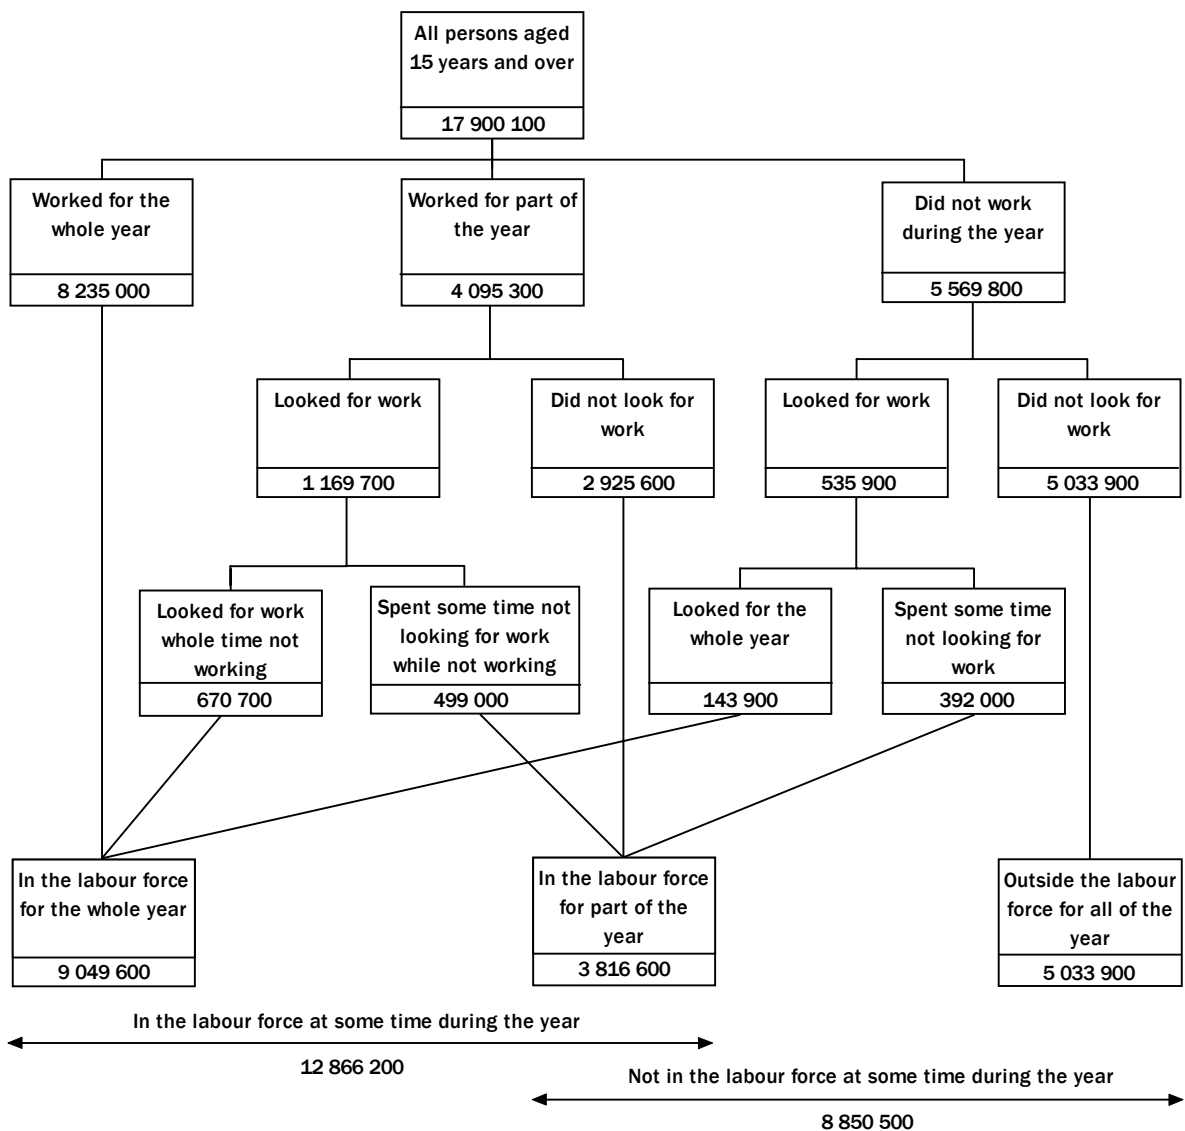 All persons aged
15 years and over
17 900 100
Worked for the
whole year
8 235 000
Worked for part of
the year
4 095 300
Did not work
during the year
5 569 800
Looked for work
1 169 700
Did not look for
work
2 925 600
Looked for work
535 900
Did not look for
work
5 033 900
Looked for work
whole time not
working
670 700
Spent some time not
looking for work
while not working
499 000
Looked for the
whole year
143 900
Spent some time
not looking for
work
392 000
In the labour force
for the whole year
9 049 600
In the labour force
for part of the
year
3 816 600
Outside the labour
force for all of the
year
5 033 900
In the labour force at some time during the year
12 866 200
Not in the labour force at some time during the year
8 850 500